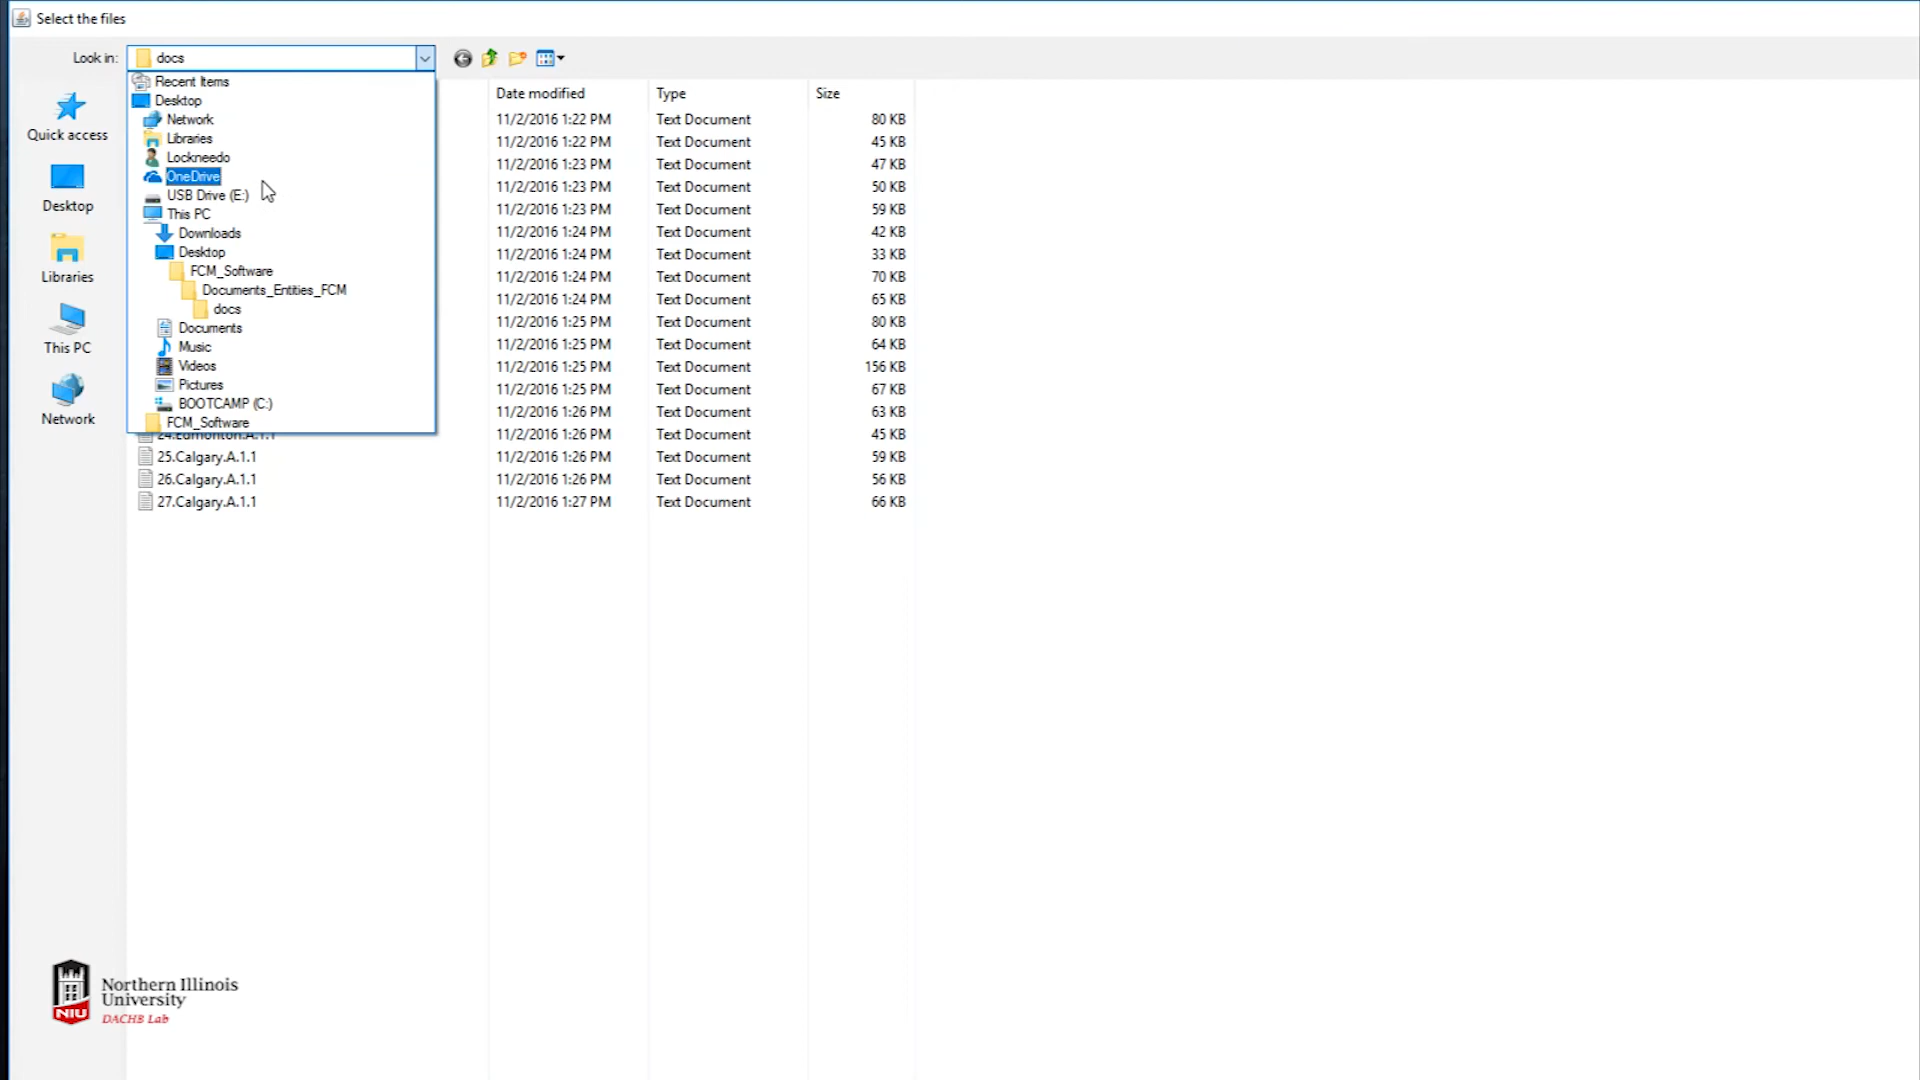 Select the files
Look in: docs
Recent Items
Desktop
Network
Libraries
Lockneedo
OneDrive
USB Drive (E:)
This PC
Downloads
Desktop
FCM_Software
Documents_Entities_FCM
docs
Documents
Music
Videos
Pictures
BOOTCAMP (C:)
FCM_Software
Quick access
Desktop
Libraries
This PC
Network
Date modified Type Size
11/2/2016 1:22 PM Text Document 80 KB
11/2/2016 1:22 PM Text Document 45 KB
11/2/2016 1:23 PM Text Document 47 KB
11/2/2016 1:23 PM Text Document 50 KB
11/2/2016 1:23 PM Text Document 59 KB
11/2/2016 1:24 PM Text Document 42 KB
11/2/2016 1:24 PM Text Document 33 KB
11/2/2016 1:24 PM Text Document 70 KB
11/2/2016 1:24 PM Text Document 65 KB
11/2/2016 1:25 PM Text Document 80 KB
11/2/2016 1:25 PM Text Document 64 KB
11/2/2016 1:25 PM Text Document 156 KB
11/2/2016 1:25 PM Text Document 67 KB
11/2/2016 1:26 PM Text Document 63 KB
24.Edmonton.A.1.1 11/2/2016 1:26 PM Text Document 45 KB
25.Calgary.A.1.1 11/2/2016 1:26 PM Text Document 59 KB
26.Calgary.A.1.1 11/2/2016 1:26 PM Text Document 56 KB
27.Calgary.A.1.1 11/2/2016 1:27 PM Text Document 66 KB
NIU
Northern Illinois
University
DACHB Lab